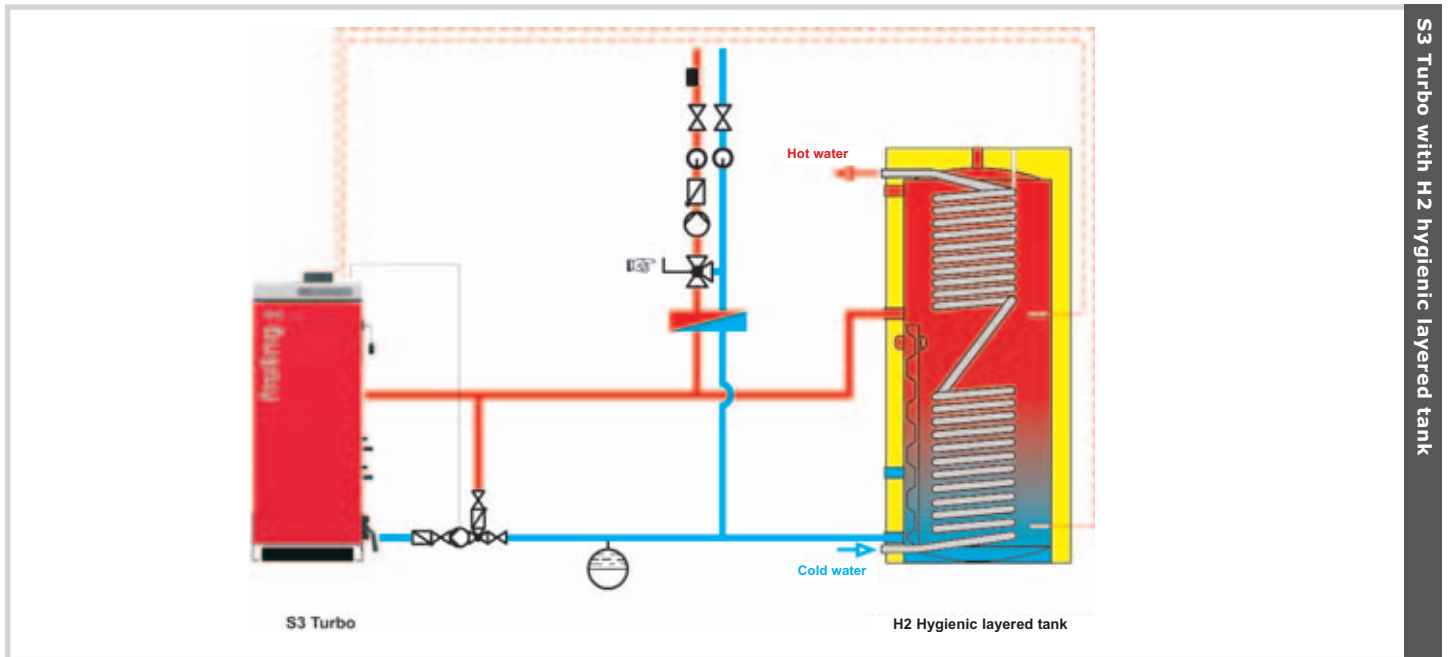 S3 Turbo with H2 hygienic layered tank
Hot water
Cold water
S3 Turbo
H2 Hygienic layered tank